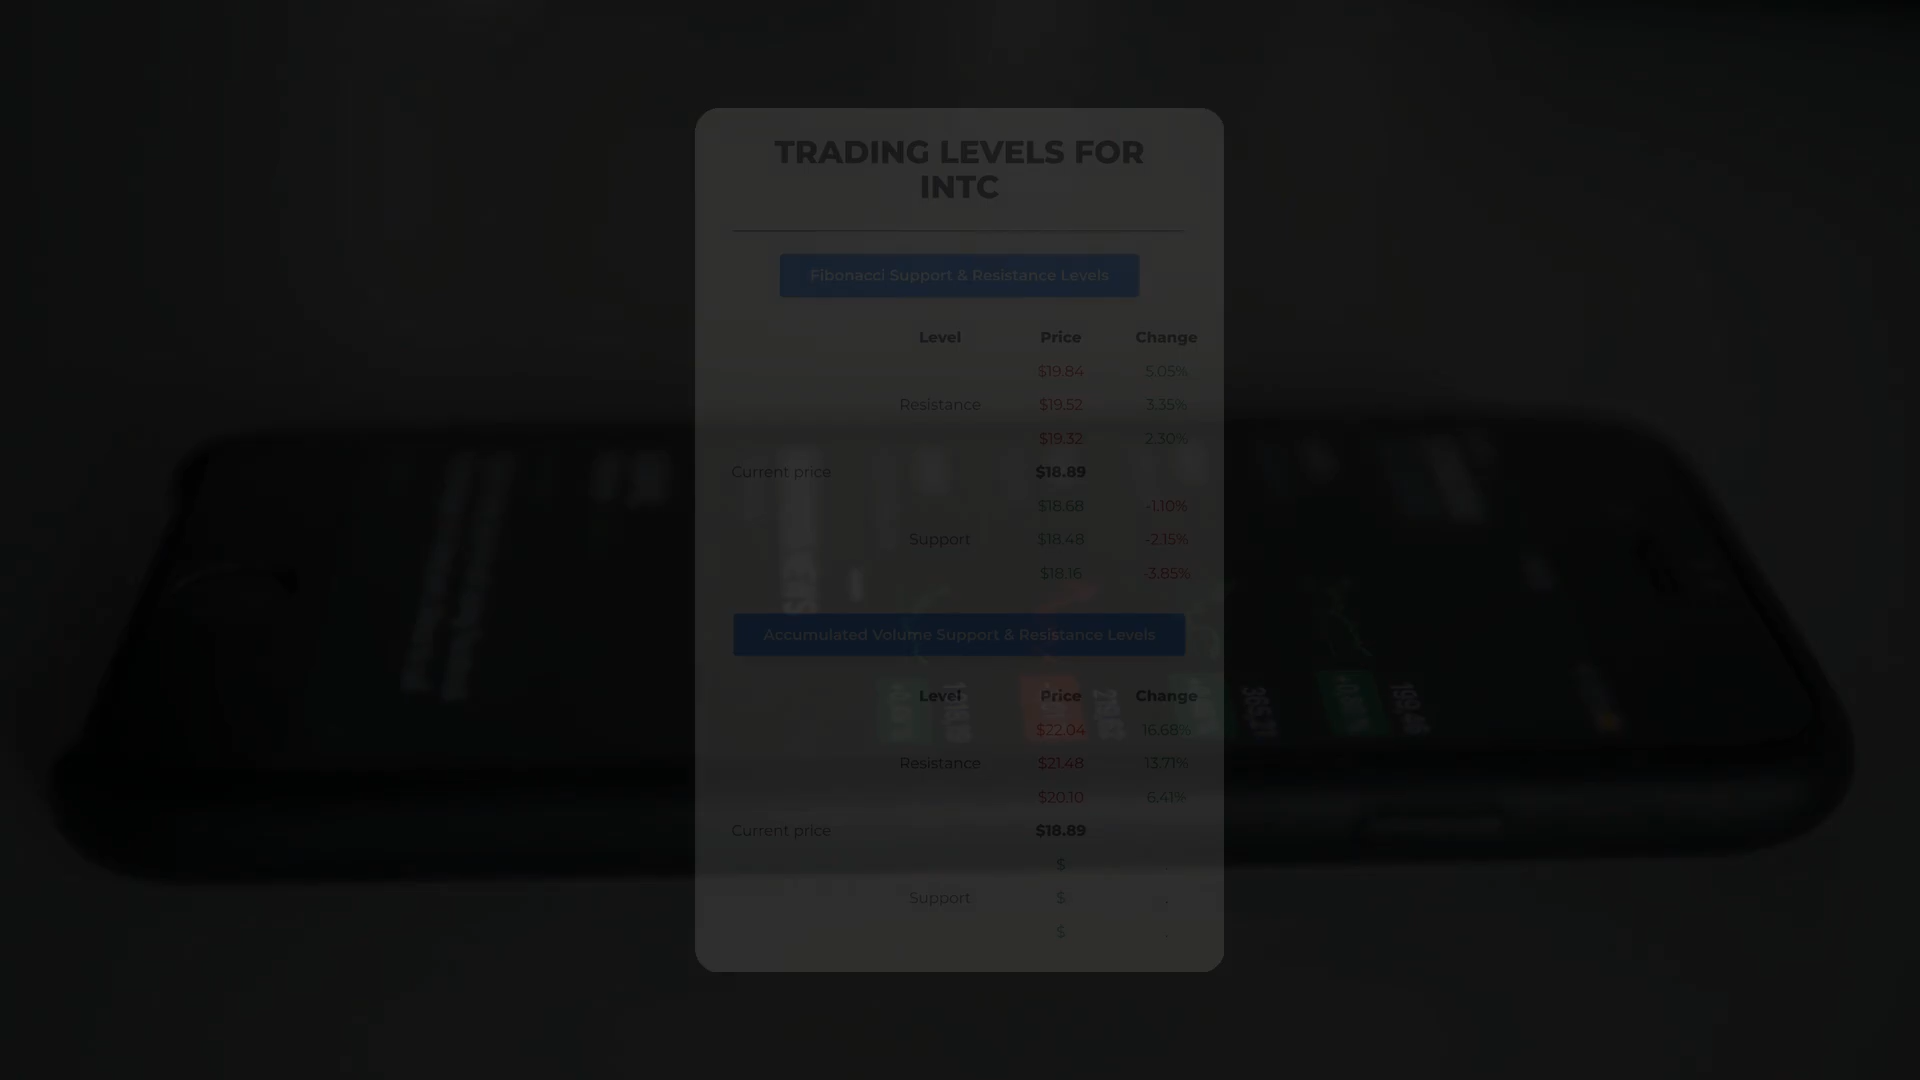 TRADING LEVELS FOR
INTC
Fibonacci Support & Resistance Levels
Level Price Change
$19.84 5.05%
Resistance $19.52 3.35%
$19.32 2.30%
Current price $18.89
$18.68 -1.10%
Support $18.48 -2.15%
$18.16 -3.85%
Accumulated Volume Support & Resistance Levels
Level Price Change
$22.04 16.68%
Resistance $21.48 13.71%
$20.10 6.41%
Current price $18.89
$ .
Support $ .
$ .